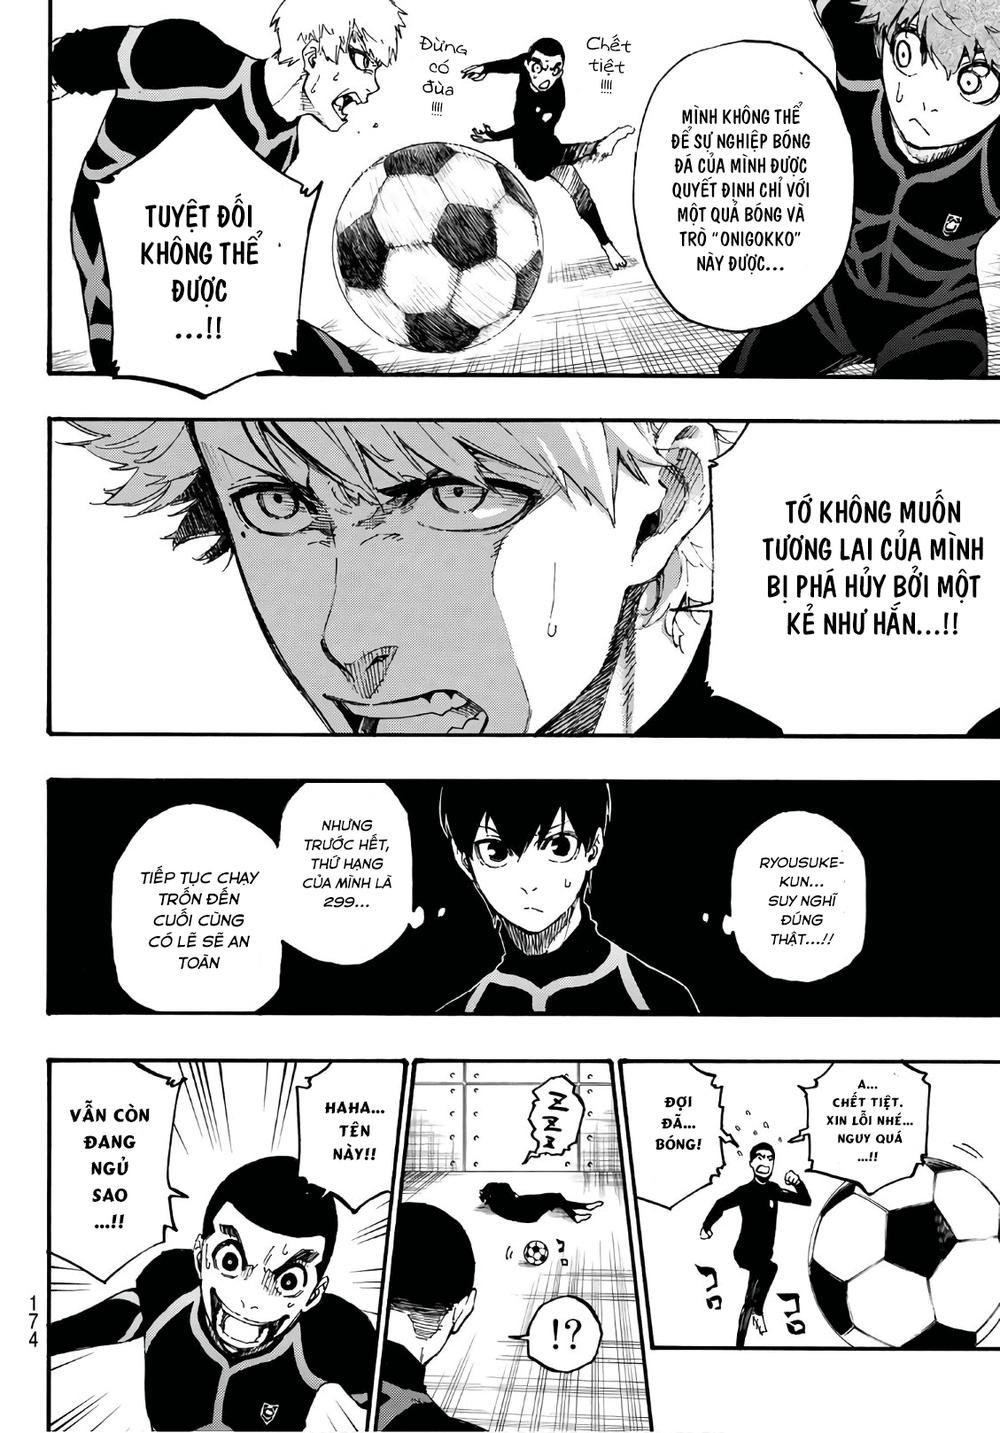 Chết
tiệt
!!!!
Đừng
có
đùa
!!!!
MÌNH KHÔNG THỂ
ĐỂ SỰ NGHIỆP BÓNG
ĐÁ CỦA MÌNH ĐƯỢC
QUYẾT ĐỊNH CHỈ VỚI
MỘT QUẢ BÓNG VÀ
TRÒ “ONIGOKKO”
NÀY ĐƯỢC...
TUYỆT ĐỐI
KHÔNG THỂ
ĐƯỢC
...!!
TỚ KHÔNG MUỐN
TƯƠNG LAI CỦA MÌNH
BỊ PHÁ HỦY BỞI MỘT
KẺ NHƯ HẮN...!!
RYOUSUKE-
KUN...
SUY NGHĨ
ĐÚNG
THẬT...!!
NHƯNG
TRƯỚC HẾT,
THỨ HẠNG
CỦA MÌNH LÀ
299...
TIẾP TỤC CHẠY
TRỐN ĐẾN
CUỐI CÙNG
CÓ LẼ SẼ AN
TOÀN
A...
CHẾT TIỆT.
XIN LỖI NHÉ...
NGUY QUÁ
...!!
ĐỢI
ĐÃ...
BÓNG!
コロ
コロ
ZZZ
!?
HAHA...
TÊN
NÀY!!
VẪN CÒN
ĐANG
NGỦ
SAO
...!!
174